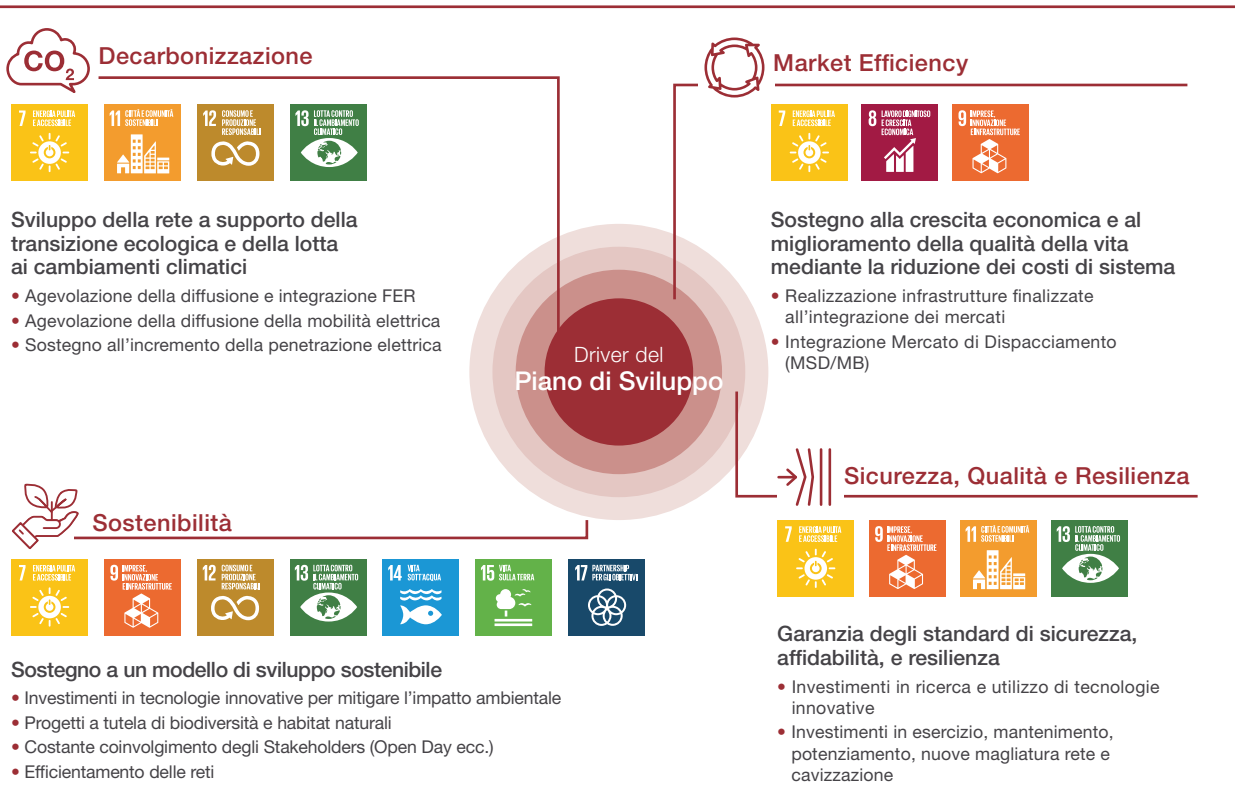 CO2
Decarbonizzazione
7 ENERGIA PULITA
E ACCESSIBILE
11 CITTÀ E COMUNITÀ
SOSTENIBILI
12 CONSUMO E
PRODUZIONE
RESPONSABILI
13 LOTTA CONTRO
IL CAMBIAMENTO
CLIMATICO
Sviluppo della rete a supporto della
transizione ecologica e della lotta
ai cambiamenti climatici
• Agevolazione della diffusione e integrazione FER
• Agevolazione della diffusione della mobilità elettrica
• Sostegno all'incremento della penetrazione elettrica
Market Efficiency
7 ENERGIA PULITA
E ACCESSIBILE
8 LAVORO DIGNITOSO
E CRESCITA
ECONOMICA
9 IMPRESE,
INNOVAZIONE
E INFRASTRUTTURE
Sostegno alla crescita economica e al
miglioramento della qualità della vita
mediante la riduzione dei costi di sistema
• Realizzazione infrastrutture finalizzate
all'integrazione dei mercati
• Integrazione Mercato di Dispacciamento
(MSD/MB)
Driver del
Piano di Sviluppo
Sostenibilità
7 ENERGIA PULITA
E ACCESSIBILE
9 IMPRESE,
INNOVAZIONE
E INFRASTRUTTURE
12 CONSUMO E
PRODUZIONE
RESPONSABILI
13 LOTTA CONTRO
IL CAMBIAMENTO
CLIMATICO
14 VITA
SOTT'ACQUA
15 VITA
SULLA TERRA
17 PARTNERSHIP
PER GLI OBIETTIVI
Sostegno a un modello di sviluppo sostenibile
• Investimenti in tecnologie innovative per mitigare l'impatto ambientale
• Progetti a tutela di biodiversità e habitat naturali
• Costante coinvolgimento degli Stakeholders (Open Day ecc.)
• Efficientamento delle reti
Sicurezza, Qualità e Resilienza
7 ENERGIA PULITA
E ACCESSIBILE
9 IMPRESE,
INNOVAZIONE
E INFRASTRUTTURE
11 CITTÀ E COMUNITÀ
SOSTENIBILI
13 LOTTA CONTRO
IL CAMBIAMENTO
CLIMATICO
Garanzia degli standard di sicurezza,
affidabilità, e resilienza
• Investimenti in ricerca e utilizzo di tecnologie
innovative
• Investimenti in esercizio, mantenimento,
potenziamento, nuove magliatura rete e
cavizzazione